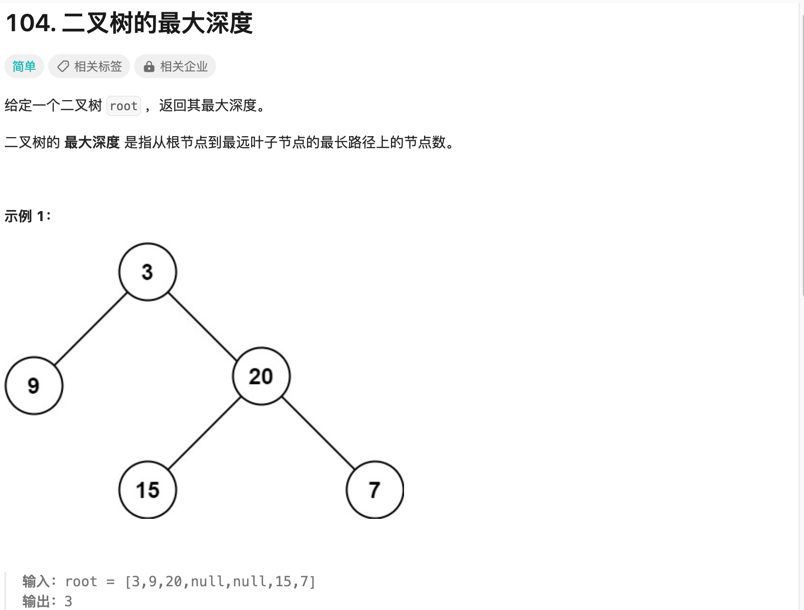 104. 二叉树的最大深度
简单 相关标签 相关企业
给定一个二叉树 root ，返回其最大深度。
二叉树的 最大深度 是指从根节点到最远叶子节点的最长路径上的节点数。
示例 1：
3
9
20
15
7
输入：root = [3,9,20,null,null,15,7]
输出：3